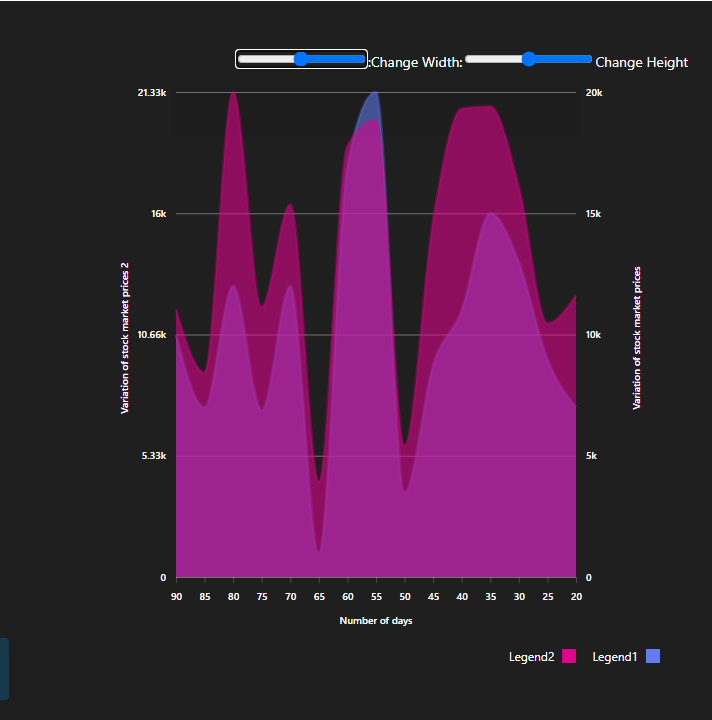 :Change Width: Change Height
21.33k
20k
16k
15k
10.66k
10k
5.33k
5k
0
0
Variation of stock market prices 2
Variation of stock market prices
90 85 80 75 70 65 60 55 50 45 40 35 30 25 20
Number of days
Legend2 Legend1